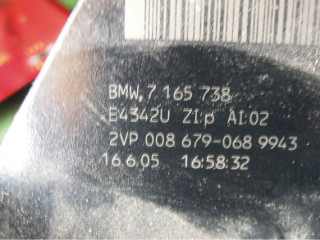 BMW 7 165 738
E4342U ZI:p AI:02
2VP 008 679-068 9943
16.6.05 16:58:32